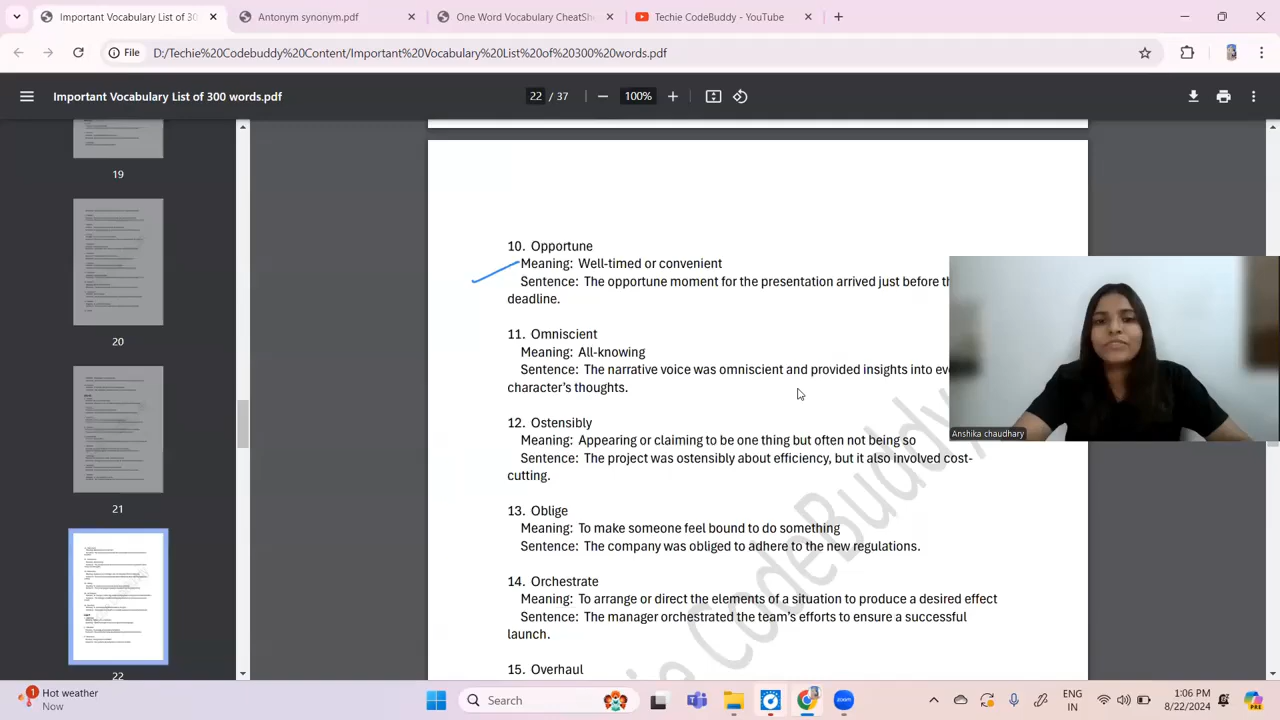 Important Vocabulary List of 300
Antonym synonym.pdf
One Word Vocabulary CheatSh
Techie CodeBuddy - YouTube
File
D:/Techie%20Codebuddy%20Content/Important%20Vocabulary%20List%20of%20300%20words.pdf
Important Vocabulary List of 300 words.pdf
22 / 37
100%
19
20
21
22
10. Opportune
Meaning: Well-timed or convenient
Sentence: The opportune moment for the presentation arrived just before th
deadline.
11. Omniscient
Meaning: All-knowing
Sentence: The narrative voice was omniscient and provided insights into eve
character's thoughts.
12. Ostensibly
Meaning: Appearing or claiming to be one thing but often not being so
Sentence: The project was ostensibly about efficiency, but it also involved cost-
cutting.
13. Oblige
Meaning: To make someone feel bound to do something
Sentence: The company was obliged to adhere to the new regulations.
14. Orchestrate
Meaning: To arrange or direct the elements of a situation to produce a desired effect
Sentence: The manager orchestrated the team's efforts to ensure a successful
launch.
15. Overhaul
Anshika chaudhary
1
Hot weather
Now
Search
ENG
IN
1:06 PM
8/22/2024